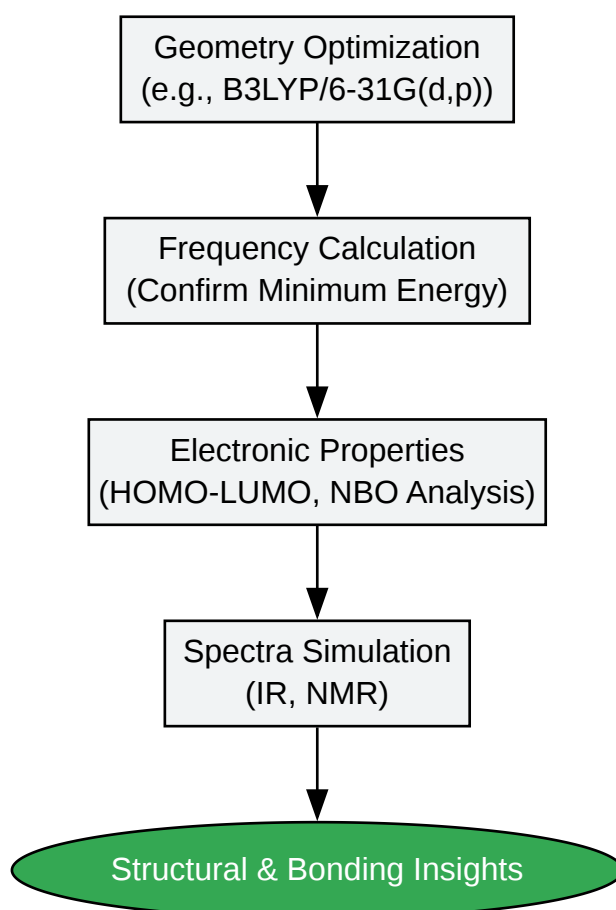 Geometry Optimization
(e.g., B3LYP/6-31G(d,p))
Frequency Calculation
(Confirm Minimum Energy)
Electronic Properties
(HOMO-LUMO, NBO Analysis)
Spectra Simulation
(IR, NMR)
Structural & Bonding Insights